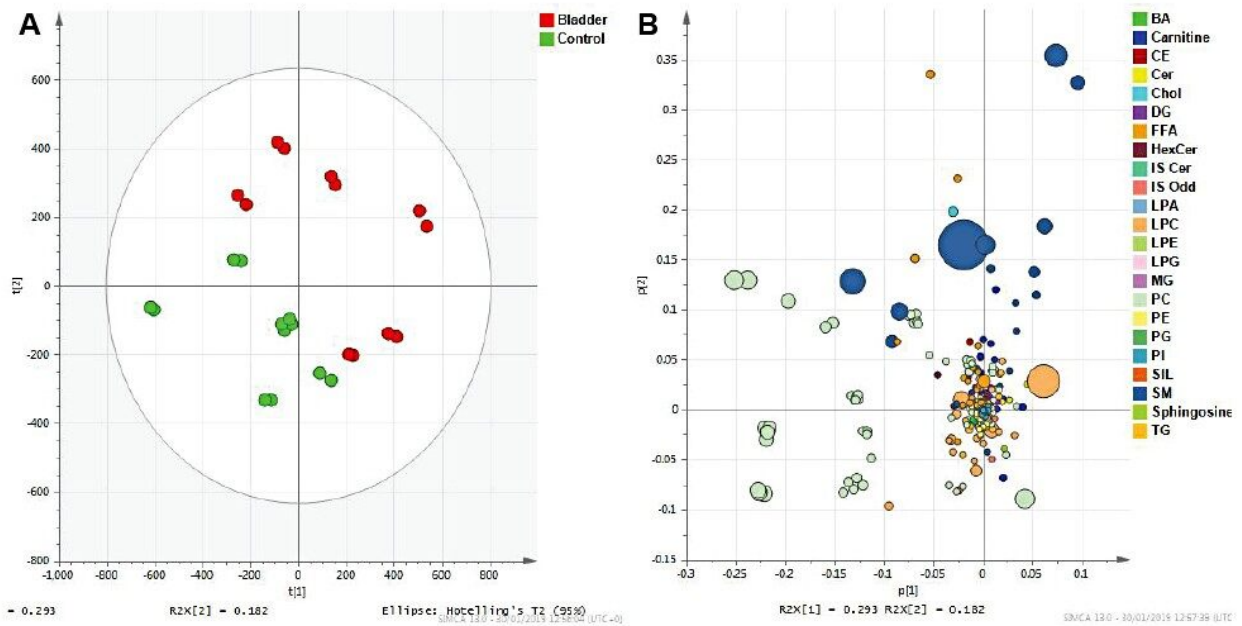 A
Bladder
Control
t[2]
600
400
200
0
-200
-400
-600
-800
-1000 -800 -600 -400 -200 0 200 400 600 800
t[1]
- 0.293 R2X[2] - 0.182 Ellipse: Hotelling's T2 (95%)
B
p[2]
0.35
0.3
0.25
0.2
0.15
0.1
0.05
0
-0.05
-0.1
-0.15
-0.3 -0.25 -0.2 -0.15 -0.1 -0.05 0 0.05 0.1
p[1]
R2X[1] - 0.293 R2X[2] - 0.182
BA
Carnitine
CE
Cer
Chol
DG
FFA
HexCer
IS Cer
IS Odd
LPA
LPC
LPE
LPG
MG
PC
PE
PG
PI
SIL
SM
Sphingosine
TG